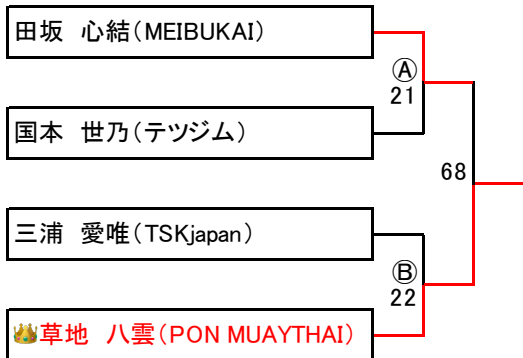 田坂　心結（MEIBUKAI）
Ⓐ
21
国本　世乃（テツジム）
68
三浦　愛唯（TSKjapan）
Ⓑ
22
👑草地　八雲（PON MUAYTHAI）